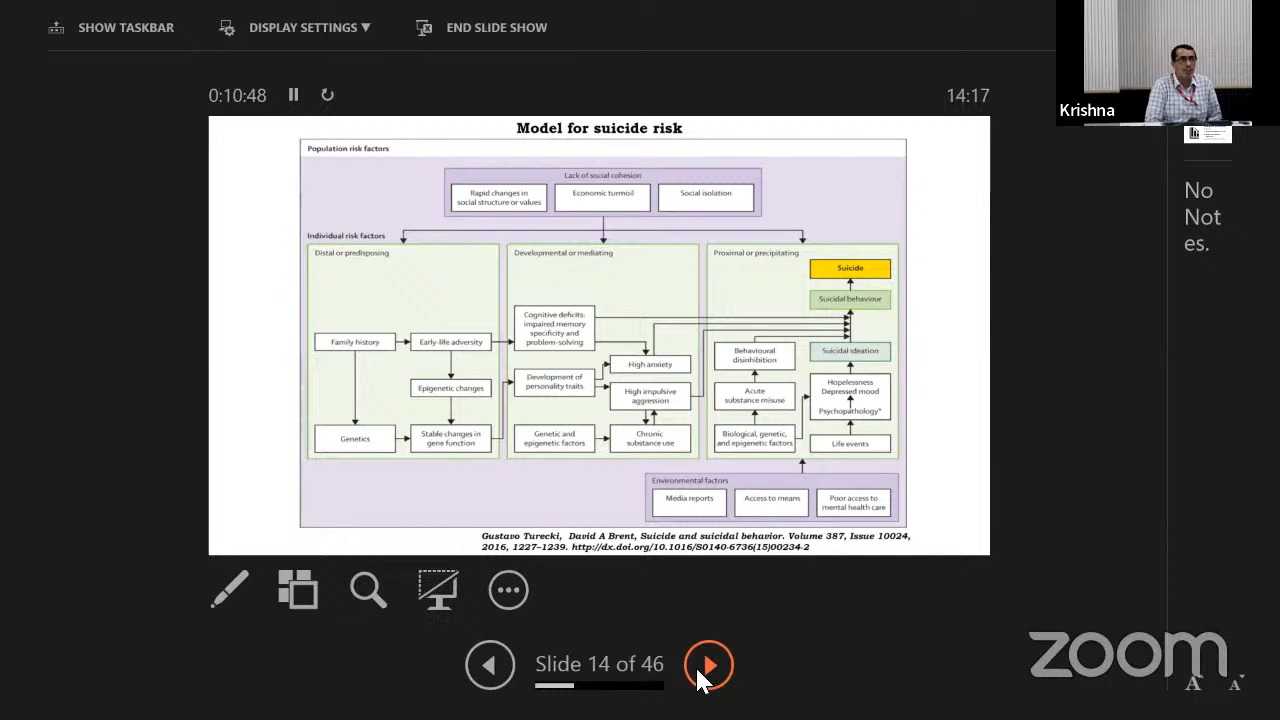 SHOW TASKBAR
DISPLAY SETTINGS ▼
END SLIDE SHOW
0:10:48
14:17
Krishna
No
Not
es.
Model for suicide risk
Population risk factors
Lack of social cohesion
Rapid changes in
social structure or values
Economic turmoil
Social isolation
Individual risk factors
Distal or predisposing
Family history
Early-life adversity
Epigenetic changes
Genetics
Stable changes in
gene function
Developmental or mediating
Cognitive deficits:
impaired memory
specificity and
problem-solving
High anxiety
Development of
personality traits
High impulsive
aggression
Genetic and
epigenetic factors
Chronic
substance use
Proximal or precipitating
Suicide
Suicidal behaviour
Behavioural
disinhibition
Suicidal ideation
Acute
substance misuse
Hopelessness
Depressed mood
Psychopathology*
Biological, genetic,
and epigenetic factors
Life events
Environmental factors
Media reports
Access to means
Poor access to
mental health care
Gustavo Turecki, David A Brent, Suicide and suicidal behavior. Volume 387, Issue 10024,
2016, 1227–1239. http://dx.doi.org/10.1016/S0140-6736(15)00234-2
Slide 14 of 46
zoom
A A